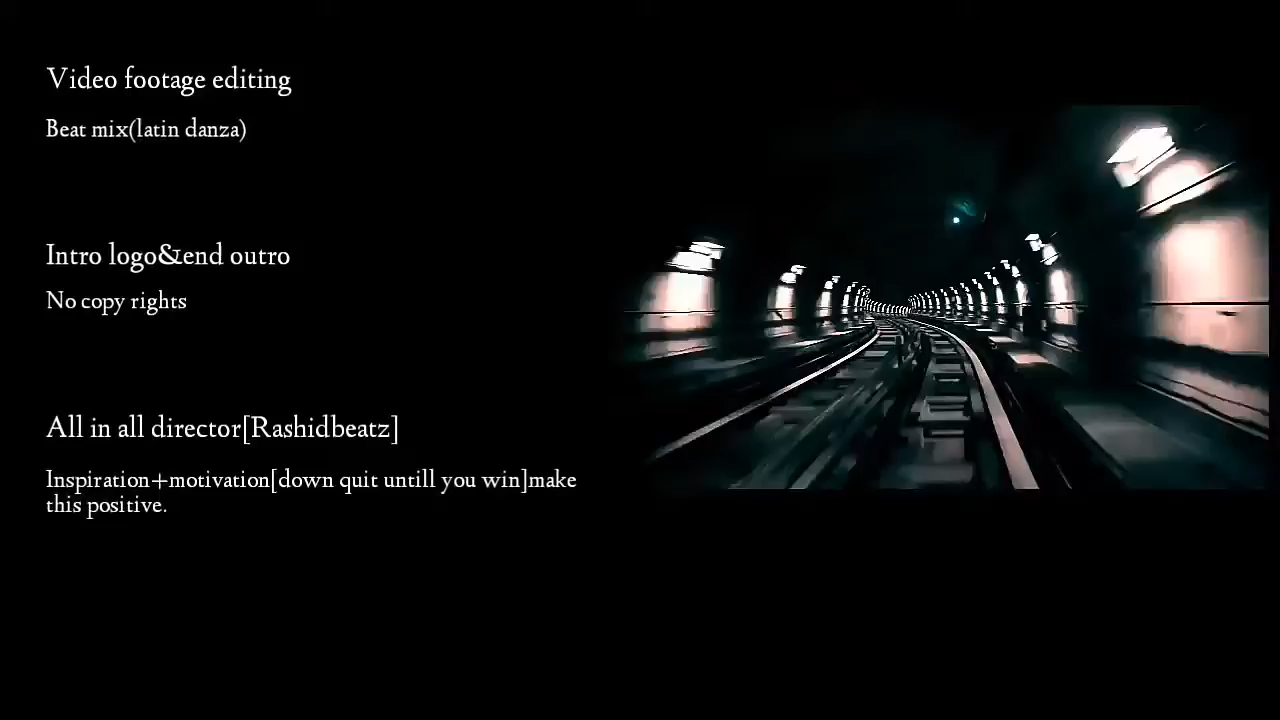 Video footage editing
Beat mix(latin danza)
Intro logo&end outro
No copy rights
All in all director[Rashidbeatz]
Inspiration+motivation[down quit untill you win]make
this positive.